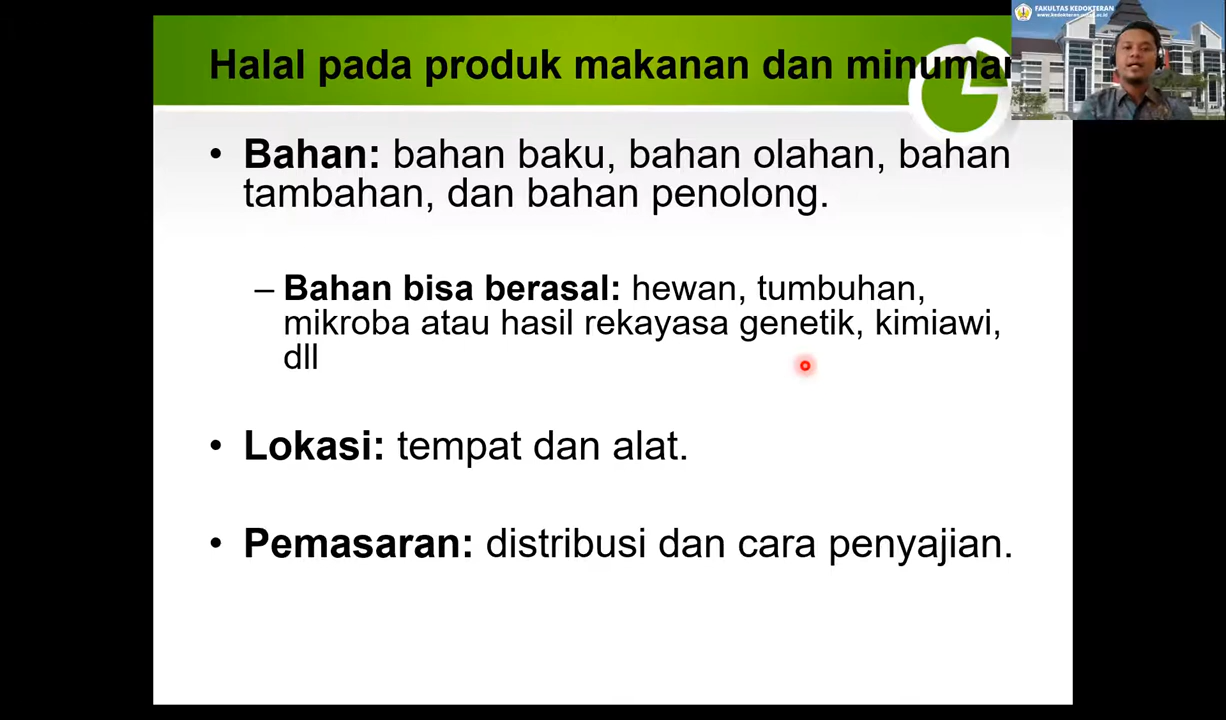 Halal pada produk makanan dan minuman
FAKULTAS KEDOKTERAN
• Bahan: bahan baku, bahan olahan, bahan
tambahan, dan bahan penolong.
– Bahan bisa berasal: hewan, tumbuhan,
mikroba atau hasil rekayasa genetik, kimiawi,
dll
• Lokasi: tempat dan alat.
• Pemasaran: distribusi dan cara penyajian.